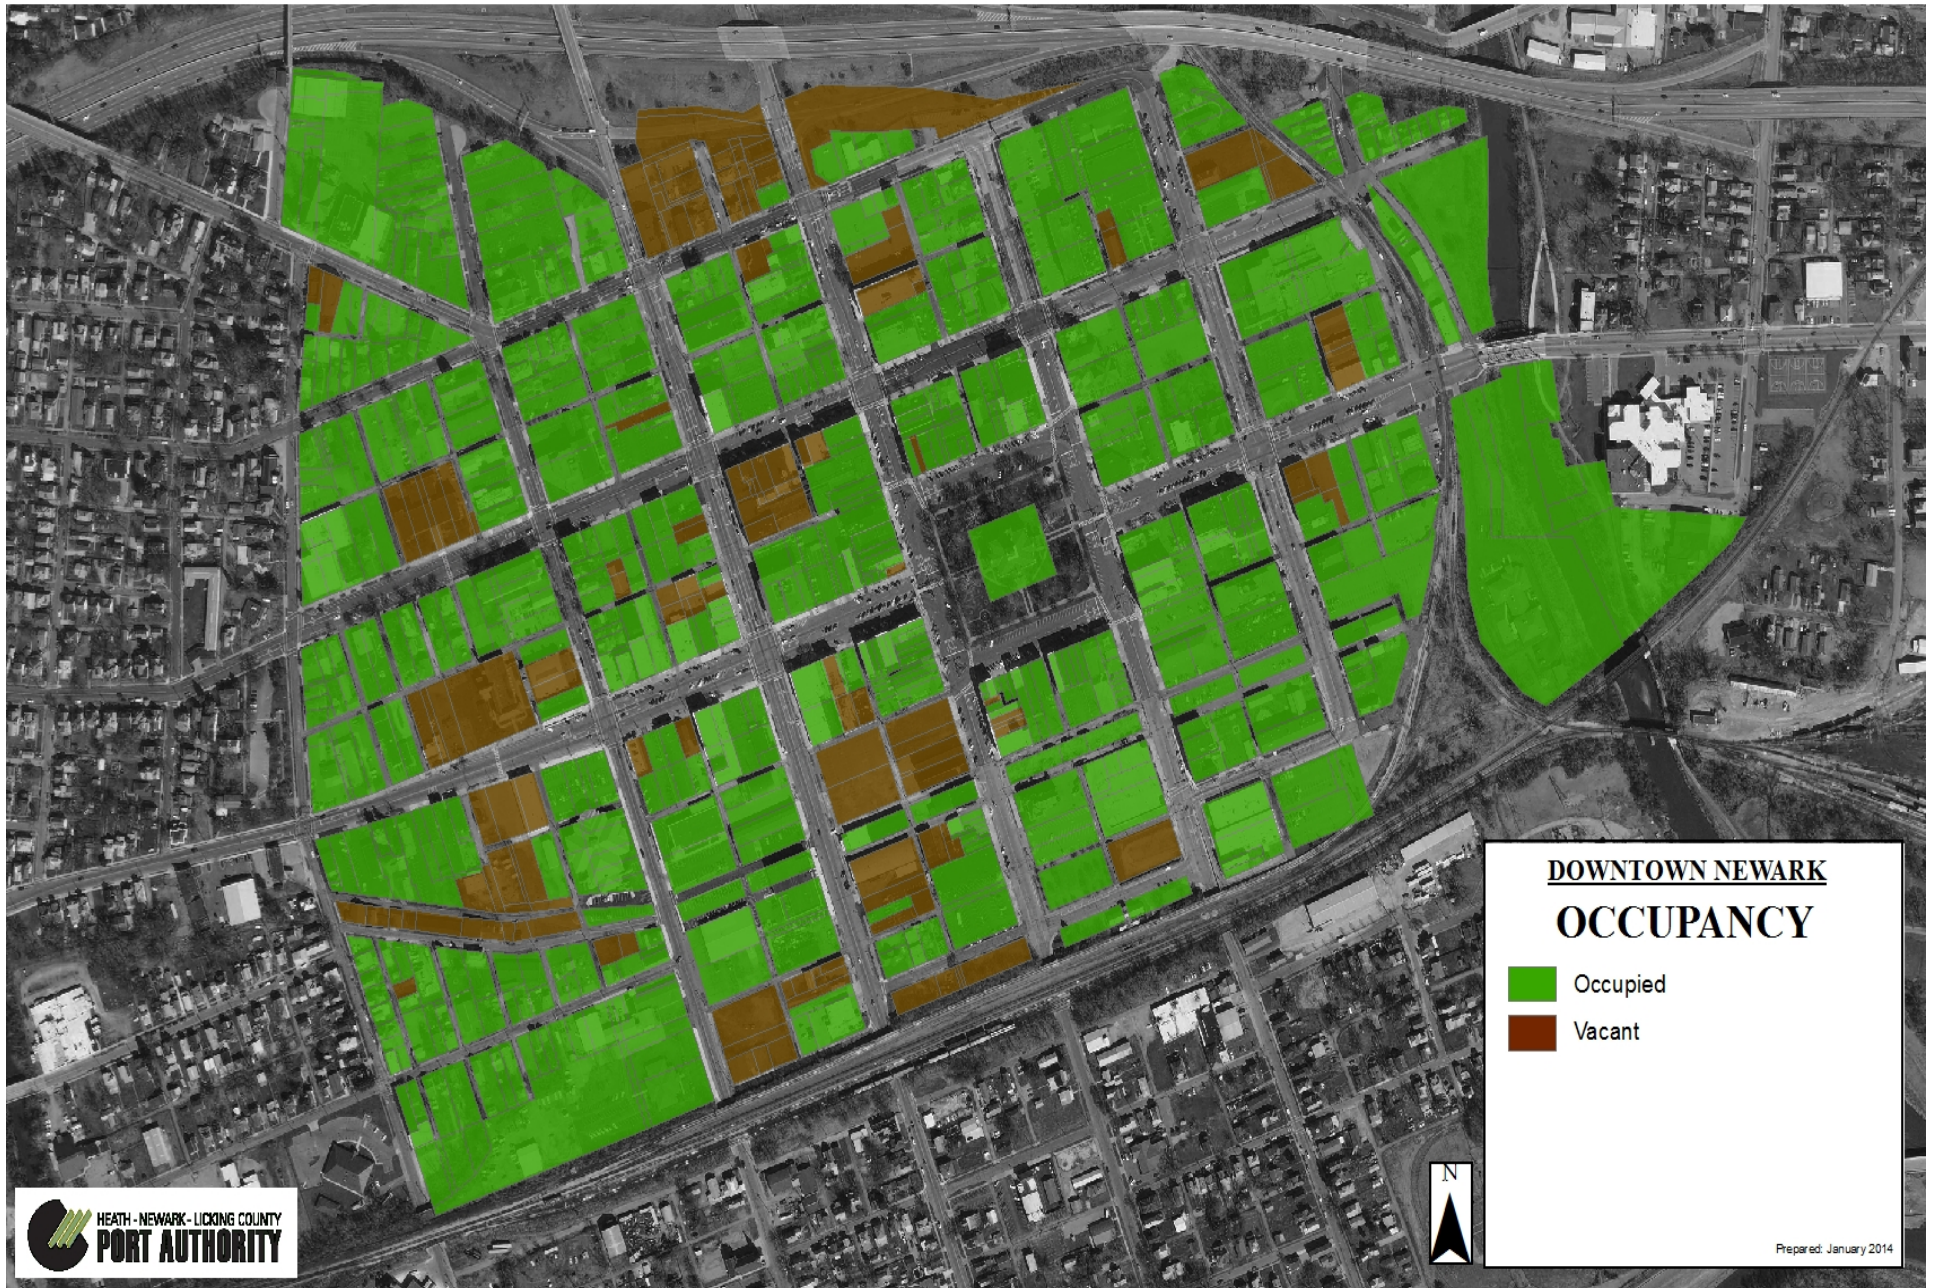 DOWNTOWN NEWARK
OCCUPANCY
Occupied
Vacant
N
Prepared: January 2014
HEATH - NEWARK - LICKING COUNTY
PORT AUTHORITY